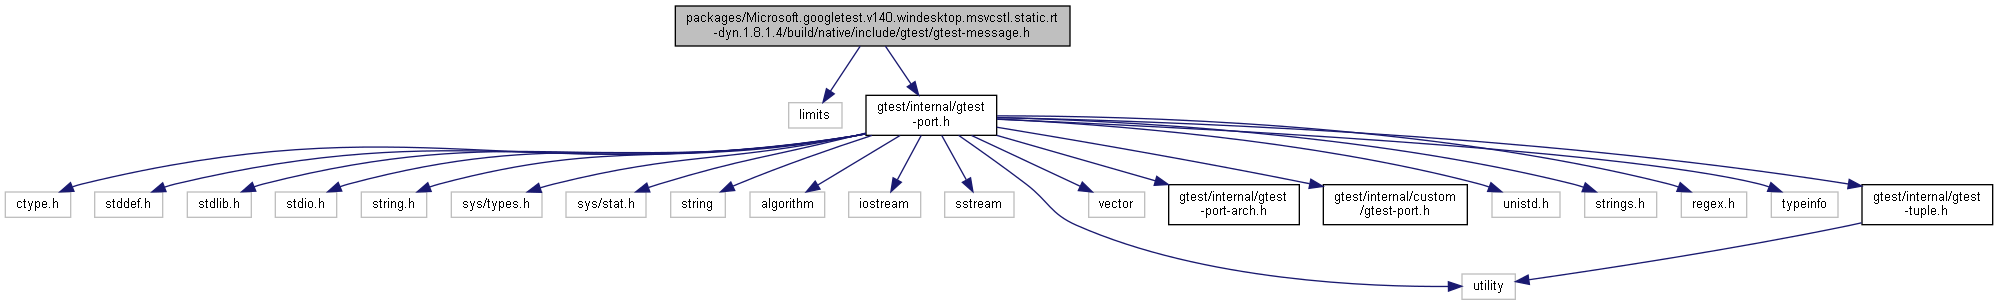 packages/Microsoft.googletest.v140.windesktop.msvcstl.static.rt
-dyn.1.8.1.4/build/native/include/gtest/gtest-message.h
limits
gtest/internal/gtest
-port.h
ctype.h
stddef.h
stdlib.h
stdio.h
string.h
sys/types.h
sys/stat.h
string
algorithm
iostream
sstream
vector
gtest/internal/gtest
-port-arch.h
gtest/internal/custom
/gtest-port.h
unistd.h
strings.h
regex.h
typeinfo
gtest/internal/gtest
-tuple.h
utility